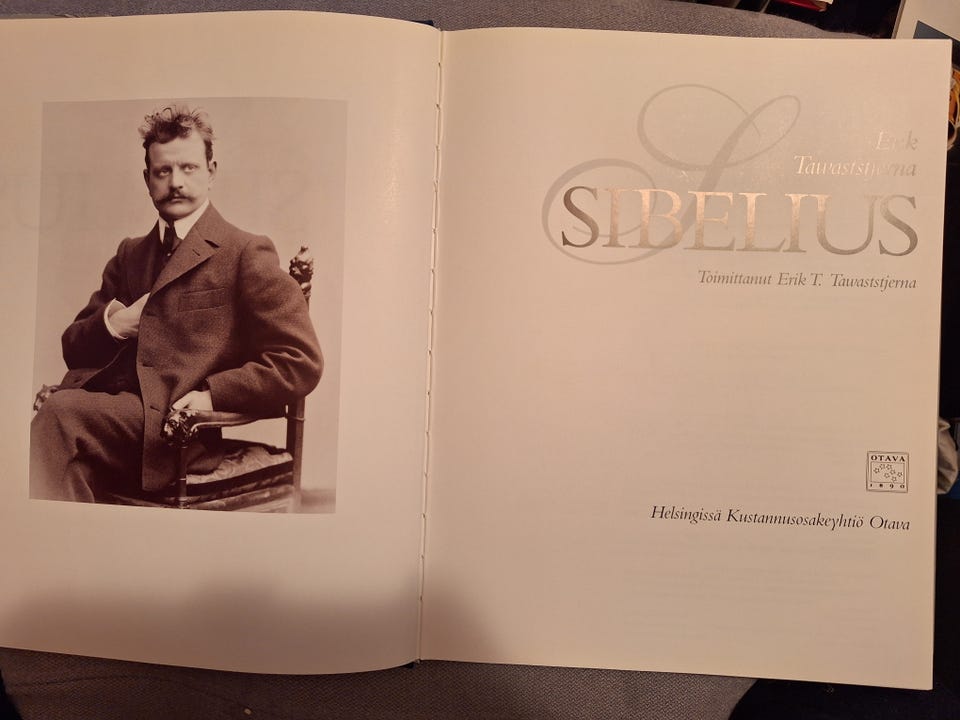 Erik
Tawaststjerna
SIBELIUS
Toimittanut Erik T. Tawaststjerna
OTAVA
1890
Helsingissä Kustannusosakeyhtiö Otava